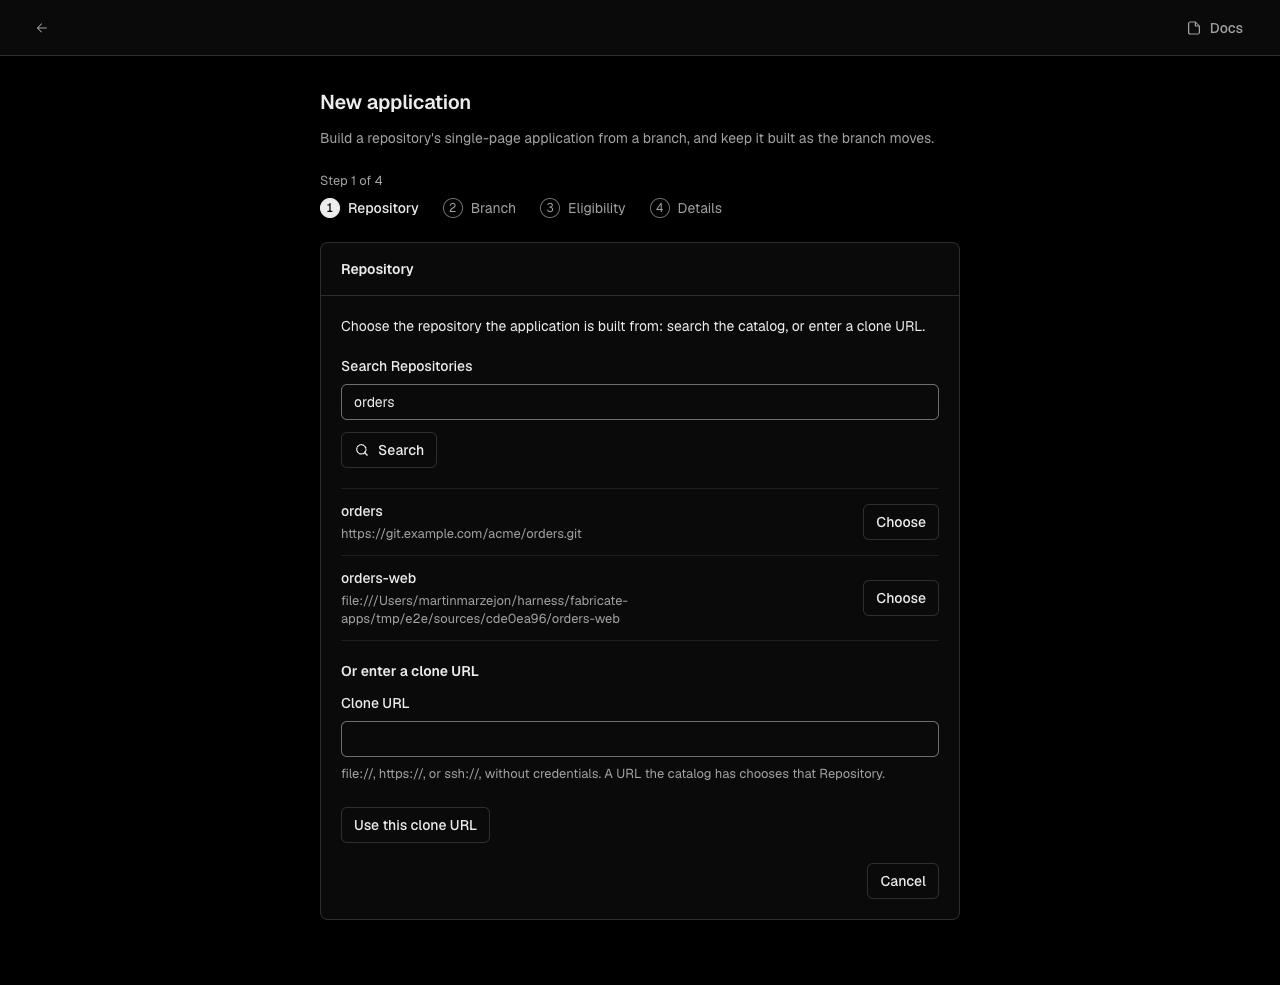 Docs
New application
Build a repository's single-page application from a branch, and keep it built as the branch moves.
Step 1 of 4
1 Repository 2 Branch 3 Eligibility 4 Details
Repository
Choose the repository the application is built from: search the catalog, or enter a clone URL.
Search Repositories
orders
Search
orders
https://git.example.com/acme/orders.git
Choose
orders-web
file:///Users/martinmarzejon/harness/fabricate-
apps/tmp/e2e/sources/cde0ea96/orders-web
Choose
Or enter a clone URL
Clone URL
file://, https://, or ssh://, without credentials. A URL the catalog has chooses that Repository.
Use this clone URL
Cancel